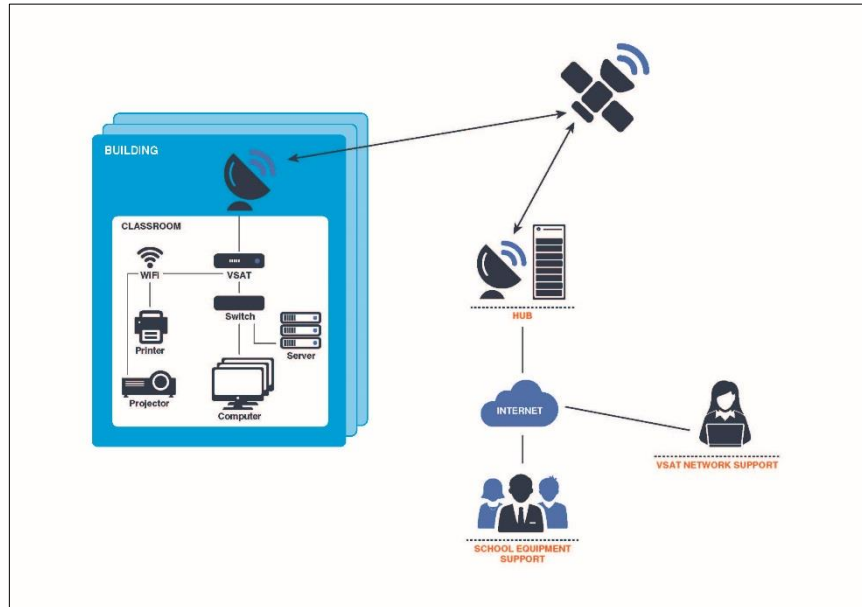 BUILDING
CLASSROOM
WiFi
VSAT
Printer
Switch
Server
Projector
Computer
HUB
INTERNET
VSAT NETWORK SUPPORT
SCHOOL EQUIPMENT
SUPPORT